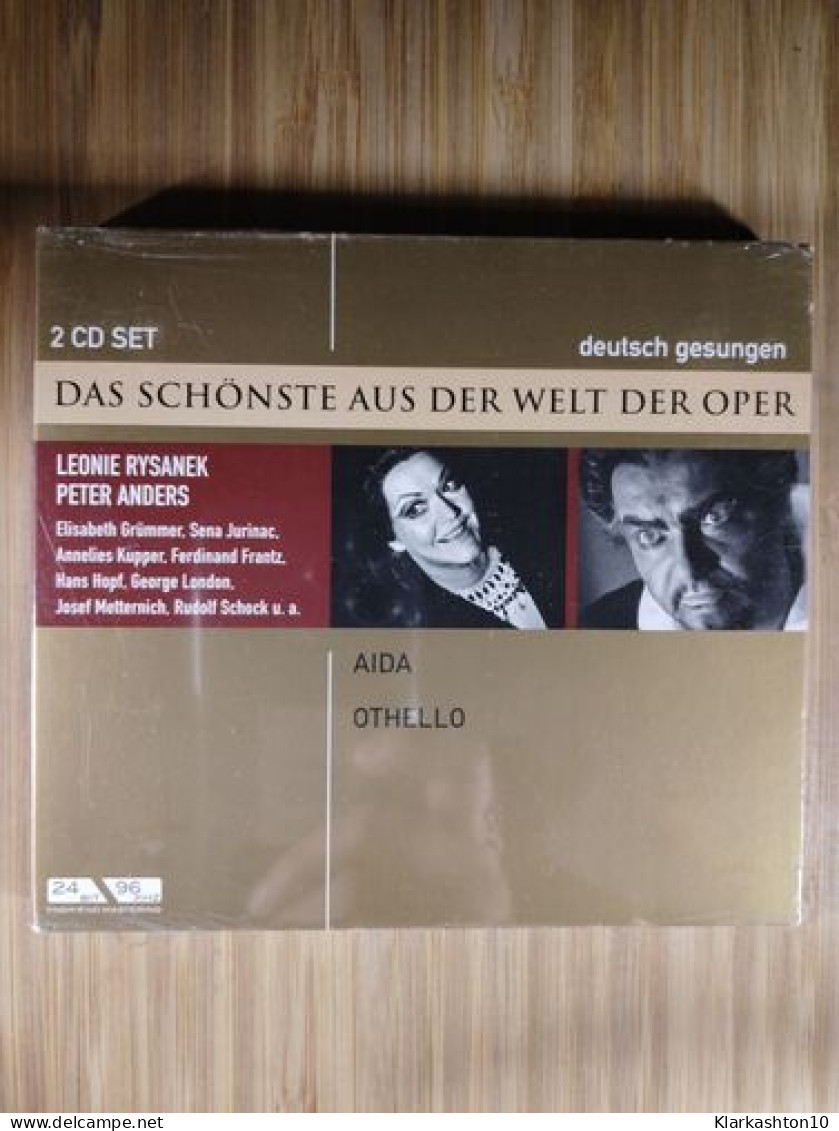 2 CD SET
deutsch gesungen
DAS SCHÖNSTE AUS DER WELT DER OPER
LEONIE RYSANEK
PETER ANDERS
Elisabeth Grümmer, Sena Jurinac,
Annelies Kupper, Ferdinand Frantz,
Hans Hopf, George London,
Josef Metternich, Rudolf Schock u. a.
AIDA
OTHELLO
24 BIT 96 KHZ
delcampe.net
Klarkashton10